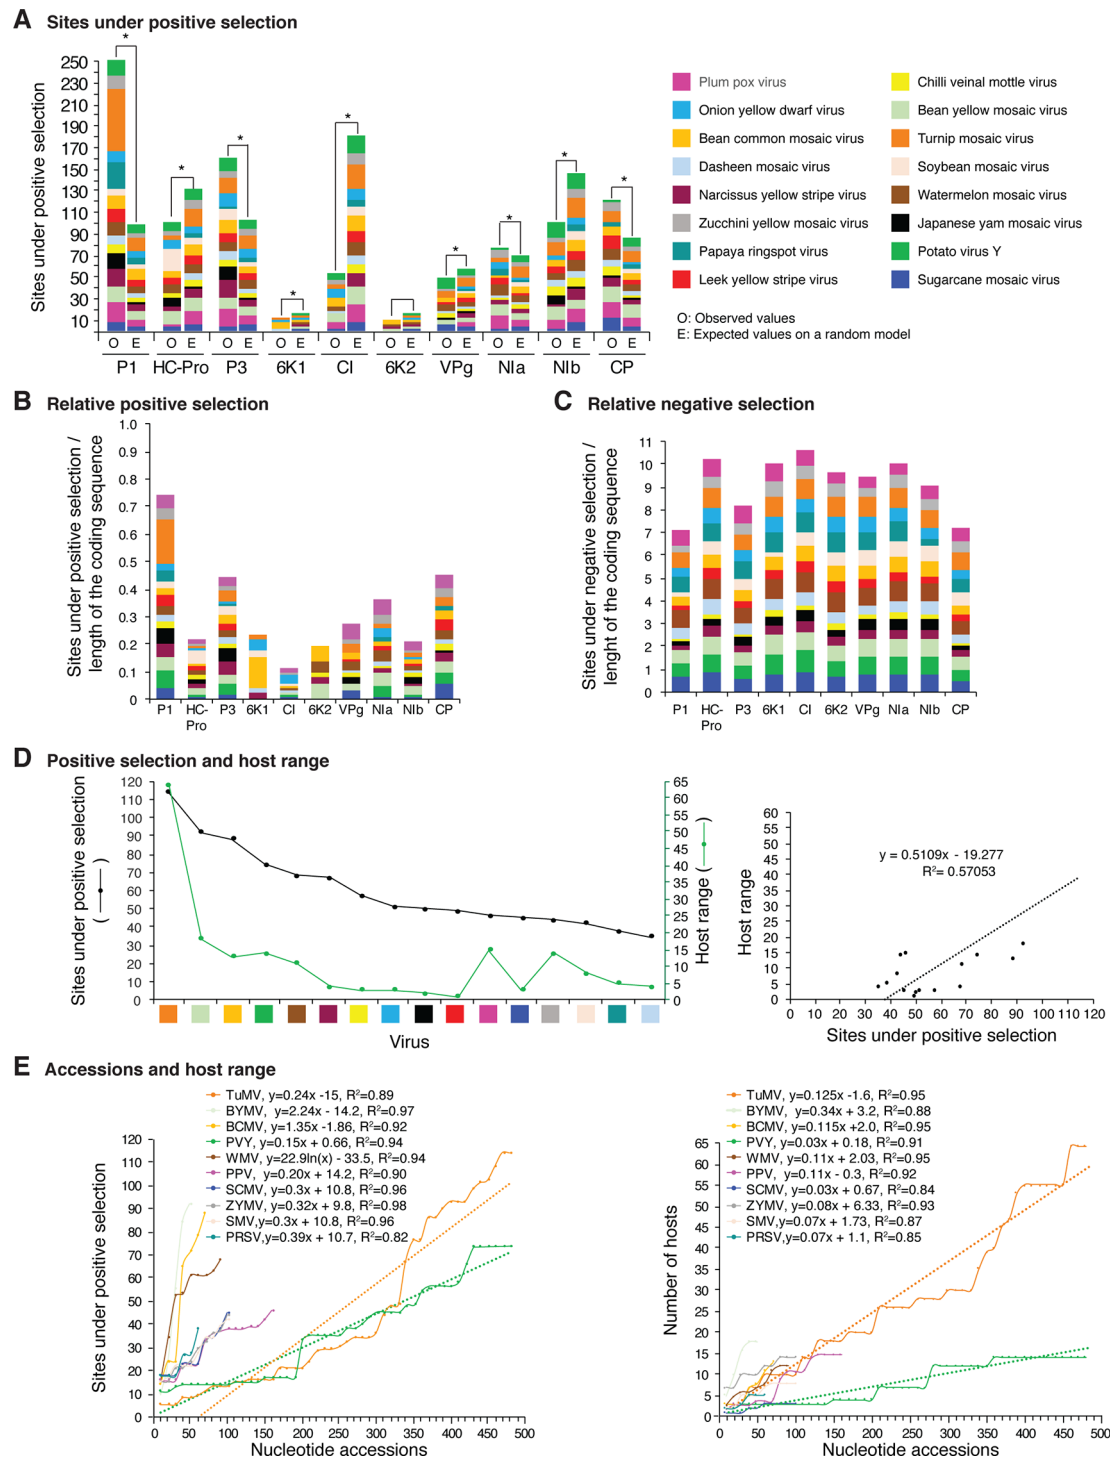 A Sites under positive selection
Sites under positive selection
250
230
210
190
170
150
130
110
90
70
50
30
10
* * * * * * * * *
O E O E O E O E O E O E O E O E O E O E
P1 HC-Pro P3 6K1 CI 6K2 VPg NIa NIb CP
Plum pox virus
Onion yellow dwarf virus
Bean common mosaic virus
Dasheen mosaic virus
Narcissus yellow stripe virus
Zucchini yellow mosaic virus
Papaya ringspot virus
Leek yellow stripe virus
Chilli veinal mottle virus
Bean yellow mosaic virus
Turnip mosaic virus
Soybean mosaic virus
Watermelon mosaic virus
Japanese yam mosaic virus
Potato virus Y
Sugarcane mosaic virus
O: Observed values
E: Expected values on a random model
B Relative positive selection
Sites under positive selection /
length of the coding sequence
1.0
0.9
0.8
0.7
0.6
0.5
0.4
0.3
0.2
0.1
0
P1 HC-Pro P3 6K1 CI 6K2 VPg NIa NIb CP
C Relative negative selection
Sites under negative selection /
lenght of the coding sequence
11
10
9
8
7
6
5
4
3
2
1
0
P1 HC-Pro P3 6K1 CI 6K2 VPg NIa NIb CP
D Positive selection and host range
Sites under positive selection
120
110
100
90
80
70
60
50
40
30
20
10
0
65
60
55
50
45
40
35
30
25
20
15
10
5
0
Host range
Virus
Host range
60
55
50
45
40
35
30
25
20
15
10
5
0
y = 0.5109x - 19.277
R²= 0.57053
0 10 20 30 40 50 60 70 80 90 100 110 120
Sites under positive selection
E Accessions and host range
TuMV, y=0.24x -15, R²=0.89
BYMV, y=2.24x - 14.2, R²=0.97
BCMV, y=1.35x -1.86, R²=0.92
PVY, y=0.15x + 0.66, R²=0.94
WMV, y=22.9ln(x) - 33.5, R²=0.94
PPV, y=0.20x + 14.2, R²=0.90
SCMV, y=0.3x + 10.8, R²=0.96
ZYMV, y=0.32x + 9.8, R²=0.98
SMV,y=0.3x + 10.8, R²=0.96
PRSV,y=0.39x + 10.7, R²=0.82
Sites under positive selection
120
110
100
90
80
70
60
50
40
30
20
10
0
0 50 100 150 200 250 300 350 400 450 500
Nucleotide accessions
TuMV, y=0.125x -1.6, R²=0.95
BYMV, y=0.34x + 3.2, R²=0.88
BCMV, y=0.115x +2.0, R²=0.95
PVY, y=0.03x + 0.18, R²=0.91
WMV, y=0.11x + 2.03, R²=0.95
PPV, y=0.11x - 0.3, R²=0.92
SCMV, y=0.03x + 0.67, R²=0.84
ZYMV, y=0.08x + 6.33, R²=0.93
SMV, y=0.07x + 1.73, R²=0.87
PRSV, y=0.07x + 1.1, R²=0.85
Number of hosts
65
60
55
50
45
40
35
30
25
20
15
10
5
0
0 50 100 150 200 250 300 350 400 450 500
Nucleotide accessions